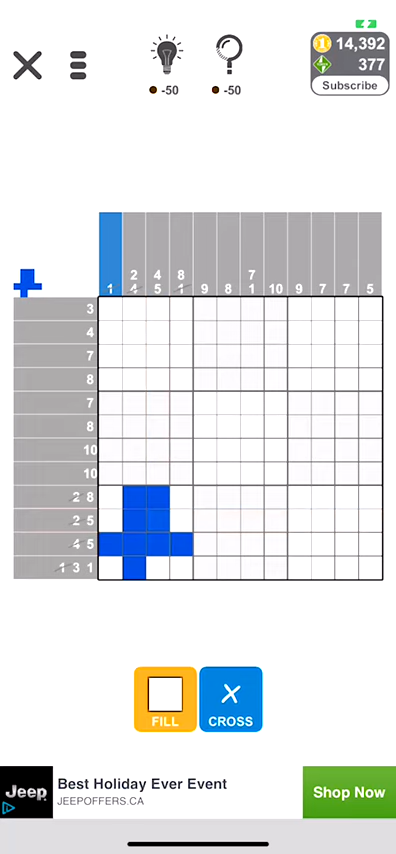 1 14,392
377
-50 -50
Subscribe
2 4 8 7
1 4 5 1 9 8 1 10 9 7 7 5
3
4
7
8
7
8
10
10
2 8
2 5
4 5
1 3 1
FILL CROSS
Jeep Best Holiday Ever Event
JEEPOFFERS.CA
Shop Now